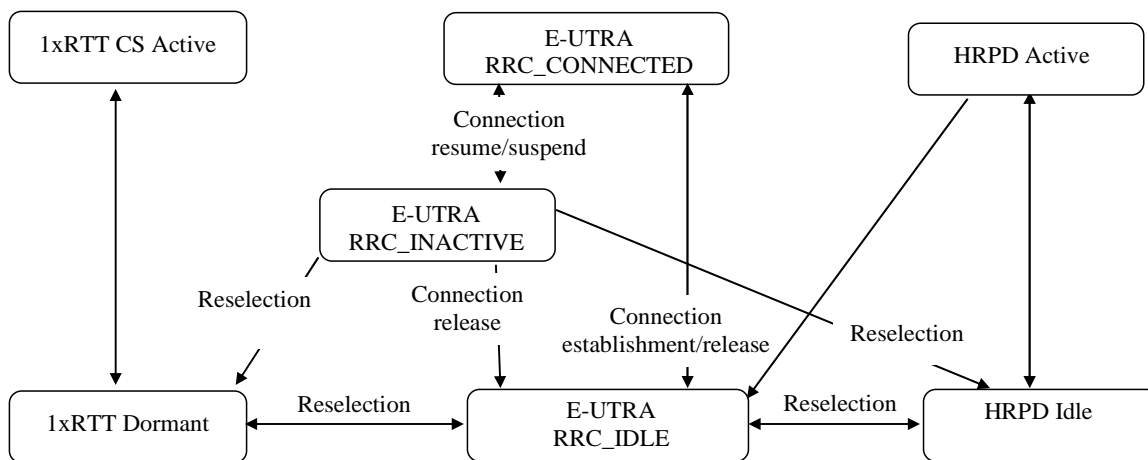 1xRTT CS Active
E-UTRA
RRC_CONNECTED
HRPD Active
Connection
resume/suspend
E-UTRA
RRC_INACTIVE
Reselection
Connection
release
Connection
establishment/release
Reselection
1xRTT Dormant
Reselection
E-UTRA
RRC_IDLE
Reselection
HRPD Idle